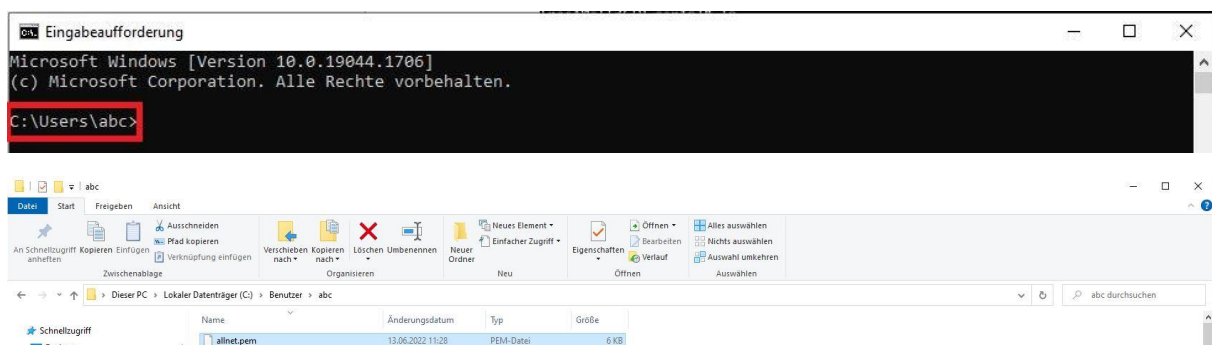 Eingabeaufforderung
Microsoft Windows [Version 10.0.19044.1706]
(c) Microsoft Corporation. Alle Rechte vorbehalten.
C:\Users\abc>
abc
Datei Start Freigeben Ansicht
An Schnellzugriff anheften
Kopieren
Einfügen
Ausschneiden
Pfad kopieren
Verknüpfung einfügen
Zwischenablage
Verschieben nach
Kopieren nach
Löschen
Umbenennen
Organisieren
Neuer Ordner
Neues Element
Einfacher Zugriff
Neu
Eigenschaften
Öffnen
Bearbeiten
Verlauf
Öffnen
Alles auswählen
Nichts auswählen
Auswahl umkehren
Auswählen
Dieser PC > Lokaler Datenträger (C:) > Benutzer > abc
abc durchsuchen
Name Änderungsdatum Typ Größe
Schnellzugriff
allnet.pem 13.06.2022 11:28 PEM-Datei 6 KB